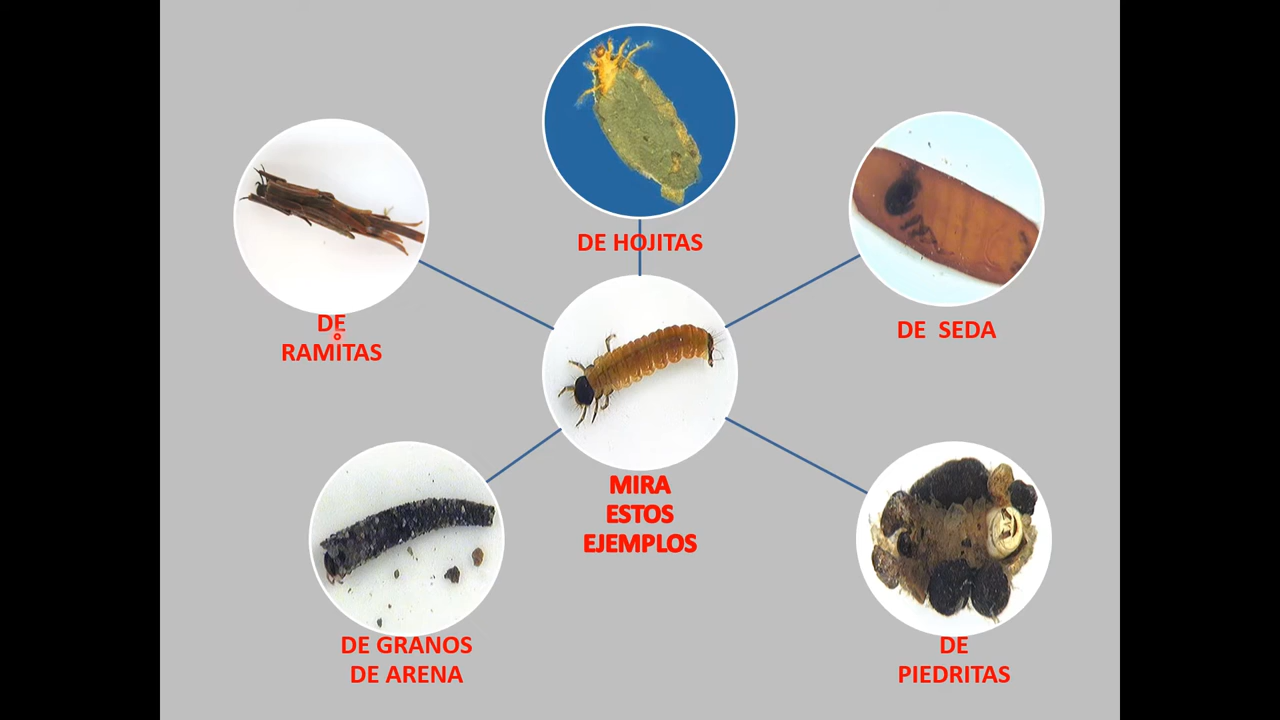 DE HOJITAS
DE
RAMITAS
DE  SEDA
MIRA
ESTOS
EJEMPLOS
DE GRANOS
DE ARENA
DE
PIEDRITAS